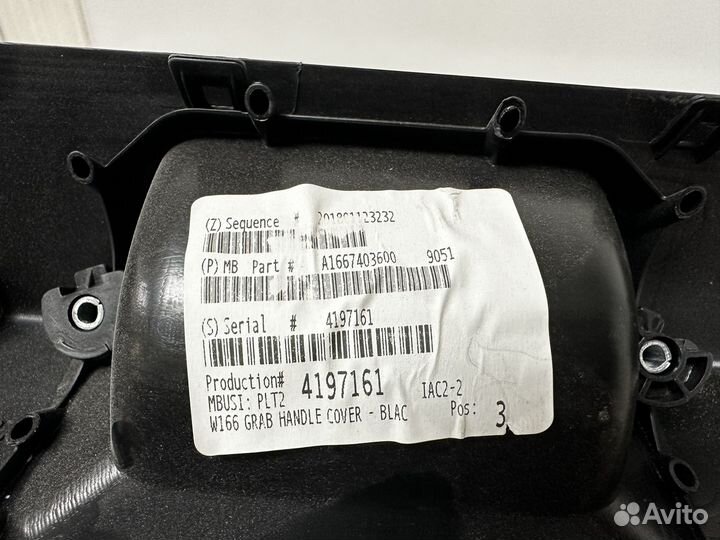 (Z) Sequence # 201801123232
(P) MB Part # A1667403600 9051
(S) Serial # 4197161
Production# 4197161 IAC2-2
MBUSI: PLT2 Pos: 3
W166 GRAB HANDLE COVER - BLAC
Avito